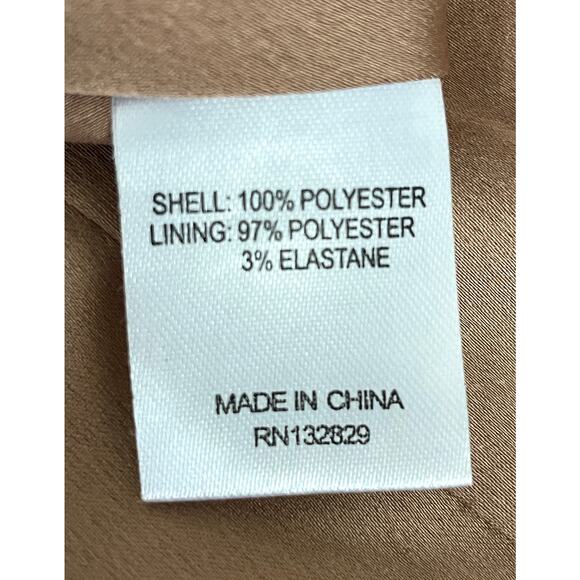 SHELL: 100% POLYESTER
LINING: 97% POLYESTER
3% ELASTANE
MADE IN CHINA
RN132829